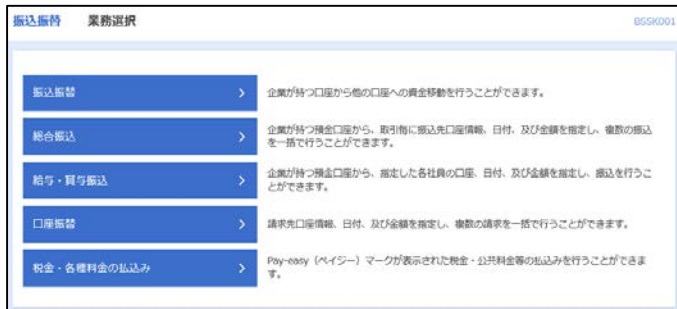 振込振替 業務選択 BSSK001
振込振替 企業が持つ口座から他の口座への資金移動を行うことができます。
総合振込 企業が持つ預金口座から、取引毎に振込先口座情報、日付、及び金額を指定し、複数の振込
を一括で行うことができます。
給与・賞与振込 企業が持つ預金口座から、指定した各社員の口座、日付、及び金額を指定し、振込を行うこ
とができます。
口座振替 請求先口座情報、日付、及び金額を指定し、複数の請求を一括で行うことができます。
税金・各種料金の払込み Pay-easy（ペイジー）マークが表示された税金・公共料金等の払込みを行うことができま
す。